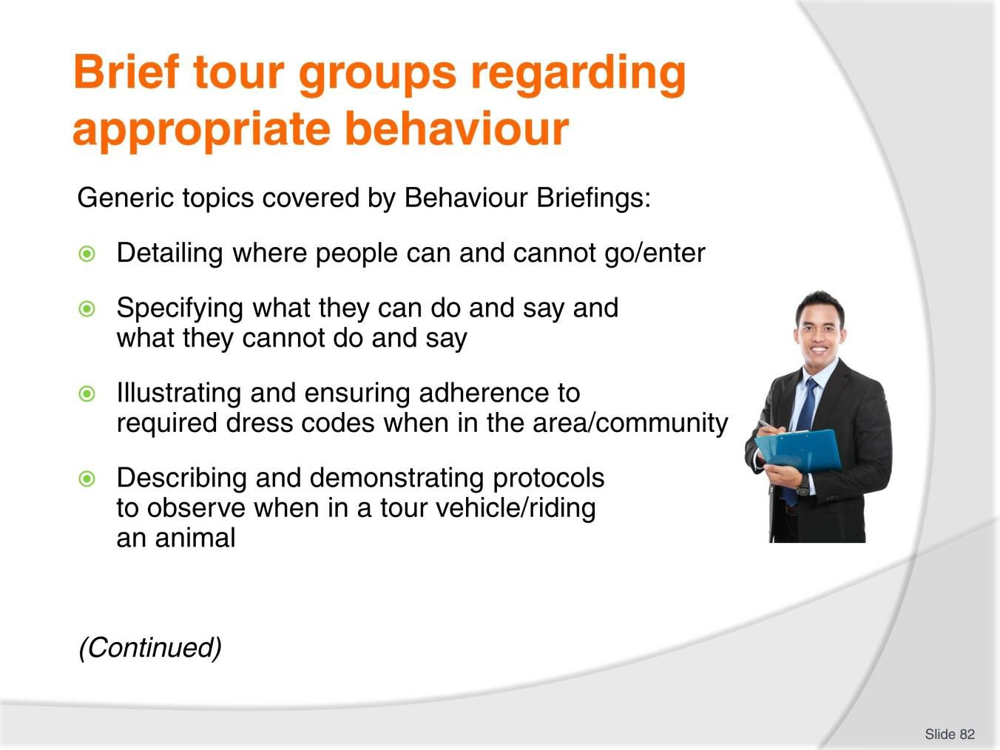 Brief tour groups regarding
appropriate behaviour
Generic topics covered by Behaviour Briefings:
Detailing where people can and cannot go/enter
Specifying what they can do and say and
what they cannot do and say
Illustrating and ensuring adherence to
required dress codes when in the area/community
Describing and demonstrating protocols
to observe when in a tour vehicle/riding
an animal
(Continued)
Slide 82